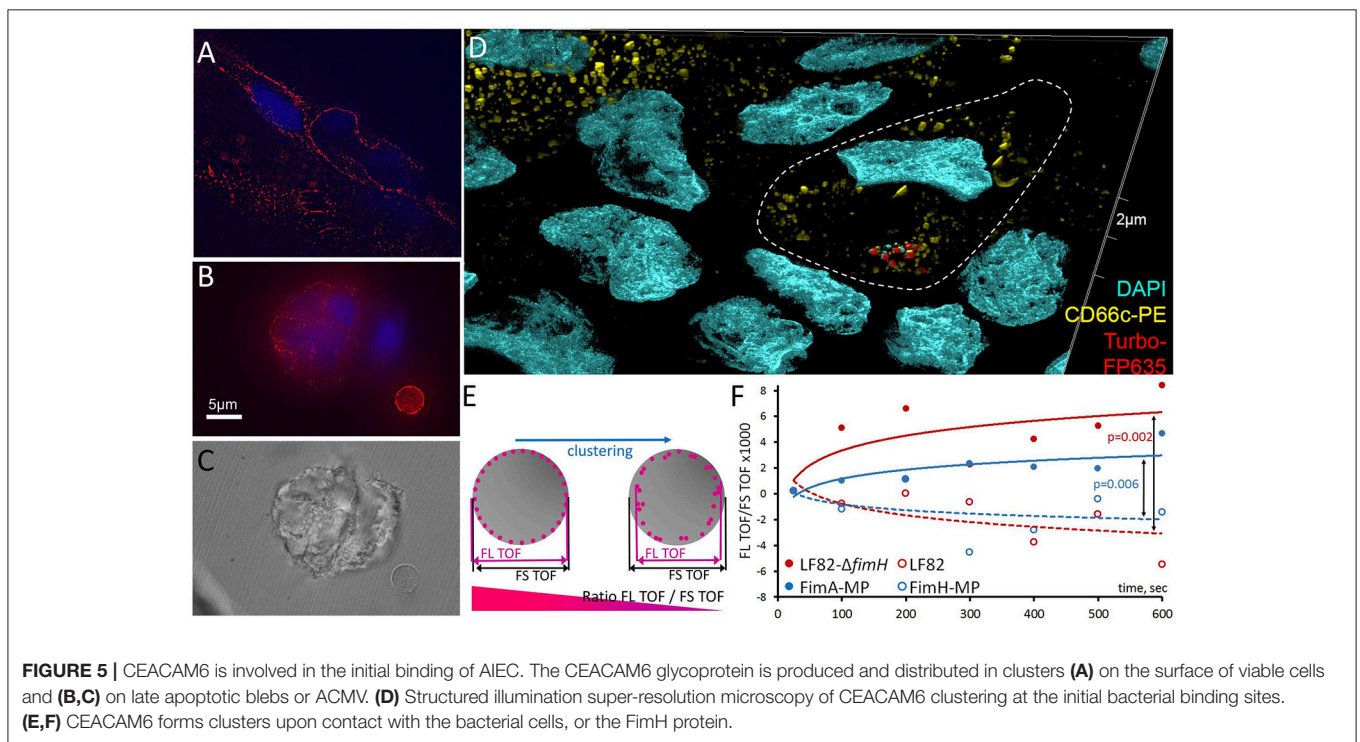 A
B
5µm
C
D
2µm
DAPI
CD66c-PE
Turbo-
FP635
E
clustering
FL TOF
FS TOF
FL TOF
FS TOF
Ratio FL TOF / FS TOF
F
FL TOF/FS TOF x1000
8
6
4
2
0
-2
-4
-6
-8
p=0.002
p=0.006
LF82-ΔfimH
LF82
FimA-MP
FimH-MP
time, sec
100
200
300
400
500
600
FIGURE 5 | CEACAM6 is involved in the initial binding of AIEC. The CEACAM6 glycoprotein is produced and distributed in clusters (A) on the surface of viable cells
and (B,C) on late apoptotic blebs or ACMV. (D) Structured illumination super-resolution microscopy of CEACAM6 clustering at the initial bacterial binding sites.
(E,F) CEACAM6 forms clusters upon contact with the bacterial cells, or the FimH protein.